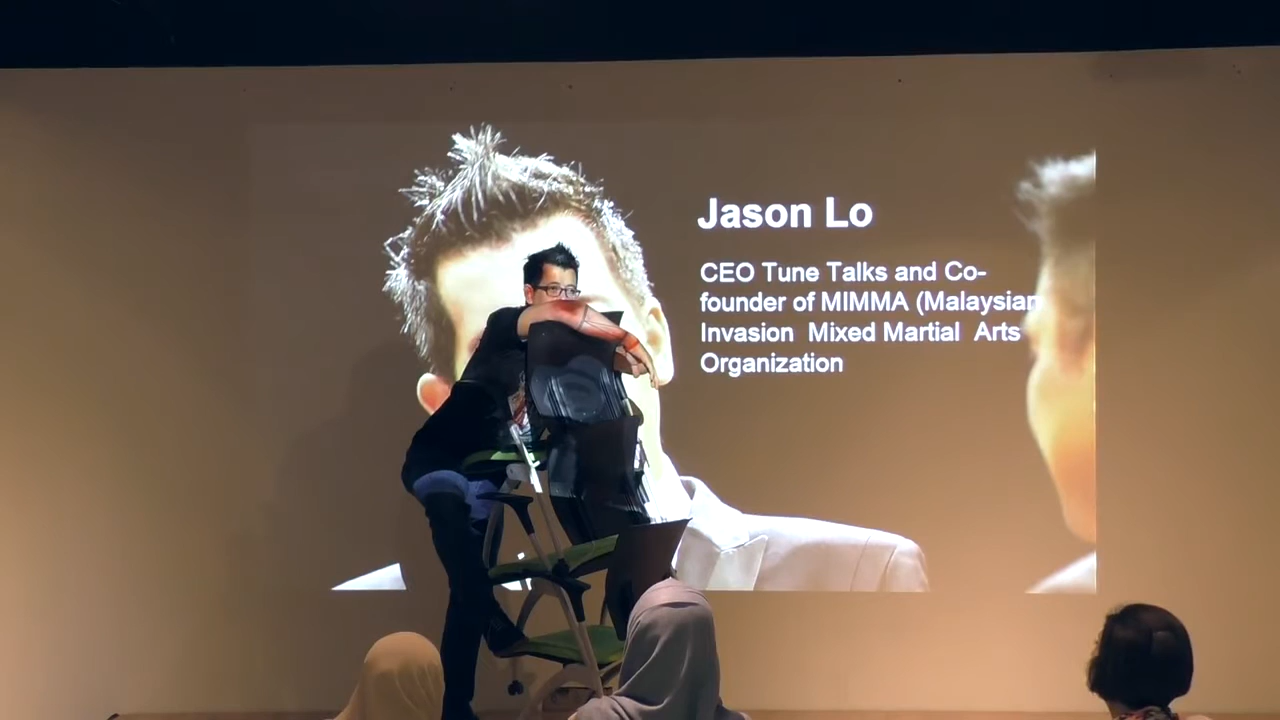 Jason Lo
CEO Tune Talks and Co-
founder of MIMMA (Malaysian
Invasion Mixed Martial Arts
Organization